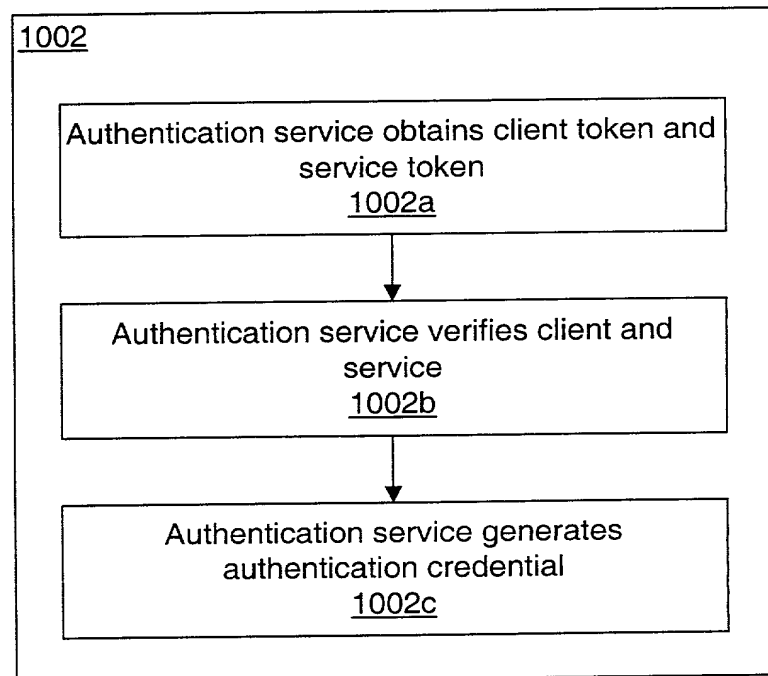 1002
Authentication service obtains client token and
service token
1002a
Authentication service verifies client and
service
1002b
Authentication service generates
authentication credential
1002c